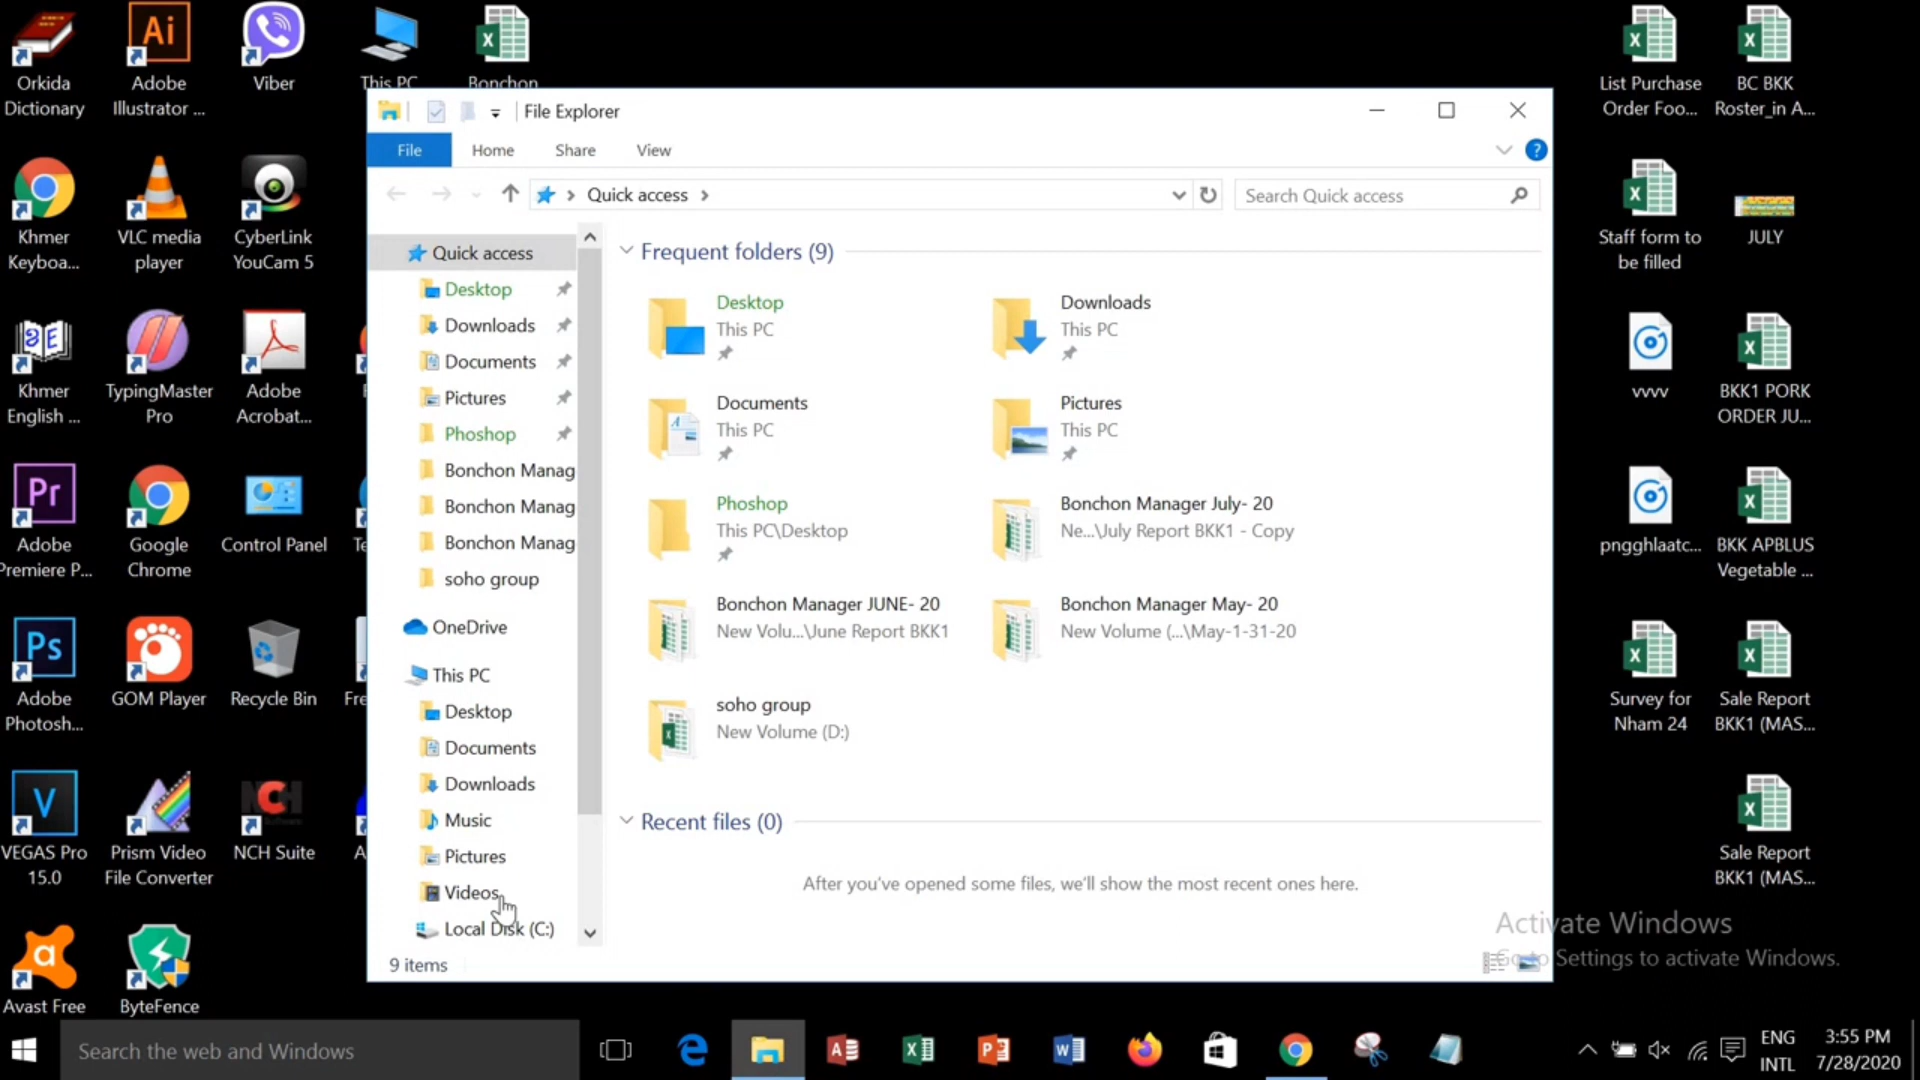 Orkida
Dictionary
Adobe
Illustrator ...
Viber
This PC
Bonchon
List Purchase
Order Foo...
BC BKK
Roster_in A...
Khmer
Keyboa...
VLC media
player
CyberLink
YouCam 5
Staff form to
be filled
JULY
Khmer
English ...
TypingMaster
Pro
Adobe
Acrobat...
vvvv
BKK1 PORK
ORDER JU...
Adobe
Premiere P...
Google
Chrome
Control Panel
pngghlaatc...
BKK APBLUS
Vegetable ...
Adobe
Photosh...
GOM Player
Recycle Bin
Survey for
Nham 24
Sale Report
BKK1 (MAS...
VEGAS Pro
15.0
Prism Video
File Converter
NCH Suite
Sale Report
BKK1 (MAS...
Avast Free
ByteFence
File Explorer
File
Home
Share
View
Quick access
Search Quick access
Quick access
Desktop
Downloads
Documents
Pictures
Phoshop
Bonchon Manag
Bonchon Manag
Bonchon Manag
soho group
OneDrive
This PC
Desktop
Documents
Downloads
Music
Pictures
Videos
Local Disk (C:)
9 items
Frequent folders (9)
Desktop
This PC
Downloads
This PC
Documents
This PC
Pictures
This PC
Phoshop
This PC\Desktop
Bonchon Manager July- 20
Ne...\July Report BKK1 - Copy
Bonchon Manager JUNE- 20
New Volu...\June Report BKK1
Bonchon Manager May- 20
New Volume (...\May-1-31-20
soho group
New Volume (D:)
Recent files (0)
After you've opened some files, we'll show the most recent ones here.
Activate Windows
Go to Settings to activate Windows.
Search the web and Windows
ENG
INTL
3:55 PM
7/28/2020